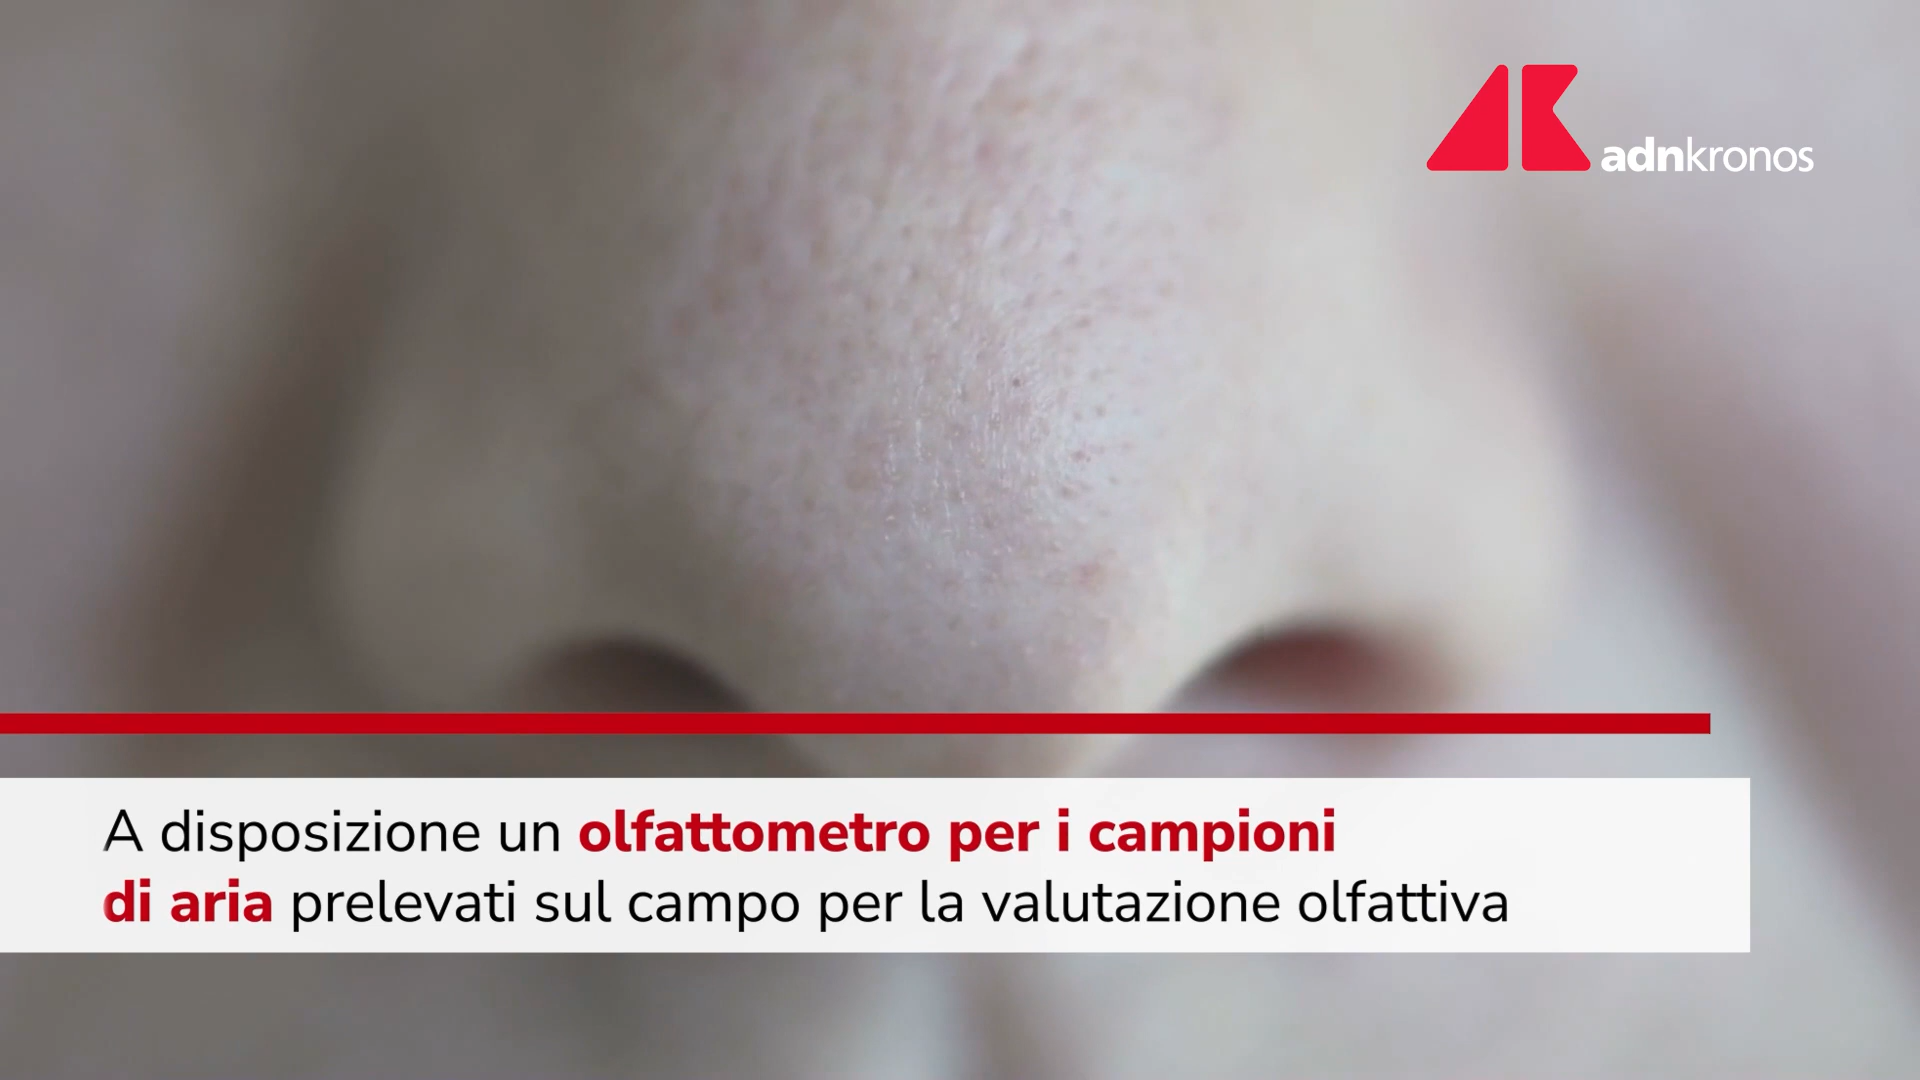 adnkronos
A disposizione un olfattometro per i campioni
di aria prelevati sul campo per la valutazione olfattiva